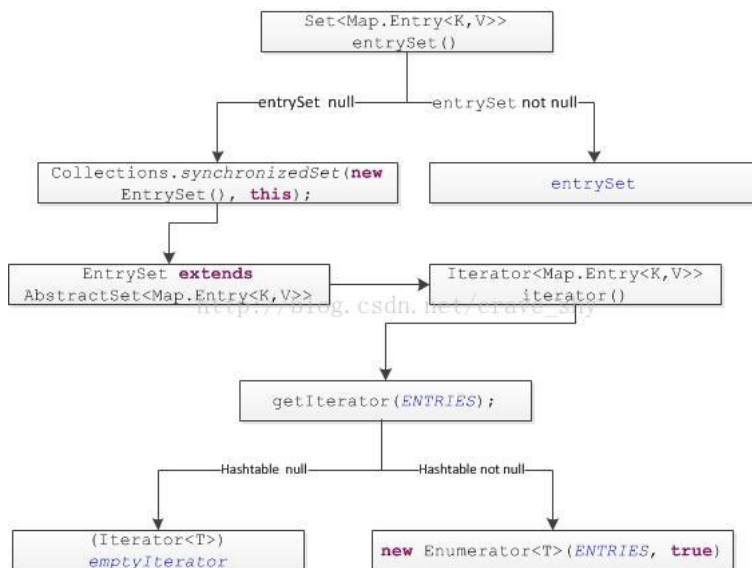 Set<Map.Entry<K,V>>
entrySet()
entrySet null
entrySet not null
Collections.synchronizedSet(new
EntrySet(), this);
entrySet
EntrySet extends
AbstractSet<Map.Entry<K,V>>
Iterator<Map.Entry<K,V>>
iterator()
http://blog.csdn.net/crave_shy
getIterator(ENTRIES);
Hashtable null
Hashtable not null
(Iterator<T>)
emptyIterator
new Enumerator<T>(ENTRIES, true)